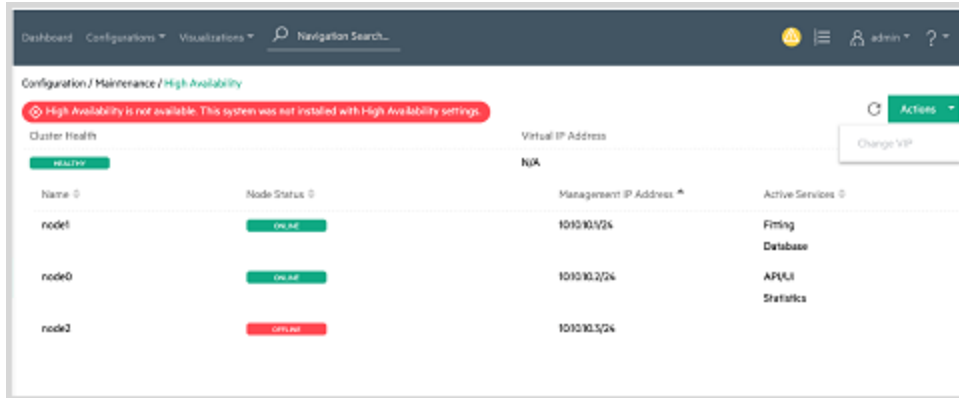 Dashboard Configurations Visualizations Navigation Search... admin ?
Configuration / Maintenance / High Availability
High Availability is not available. This system was not installed with High Availability settings.
Actions
Change VIP
Cluster Health Virtual IP Address
HEALTHY N/A
Name Node Status Management IP Address Active Services
node1 ONLINE 10.10.10.1/24 Fitting
Database
node0 ONLINE 10.10.10.2/24 API/UI
Statistics
node2 OFFLINE 10.10.10.3/24